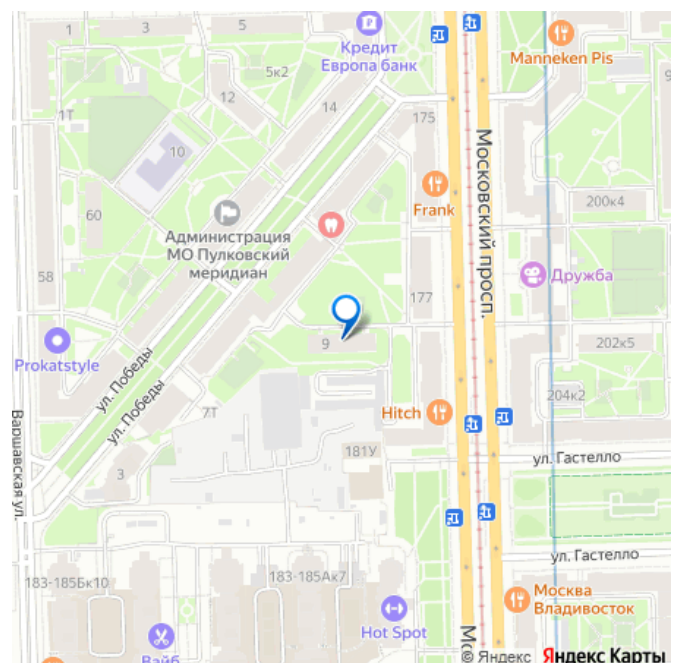 1
3
5
Кредит
Европа банк
Manneken Pis
5к2
12
14
1Т
175
10
Московский просп.
Frank
200к4
60
Администрация
МО Пулковский
меридиан
58
177
Дружба
Prokatstyle
9
202к5
ул. Победы
ул. Победы
204к2
Hitch
7Т
Варшавская ул.
181У
ул. Гастелло
3
ул. Гастелло
183-185Бк10
183-185Ак7
Москва
Владивосток
Hot Spot
Вайб
Мо
© Яндекс Яндекс Карты